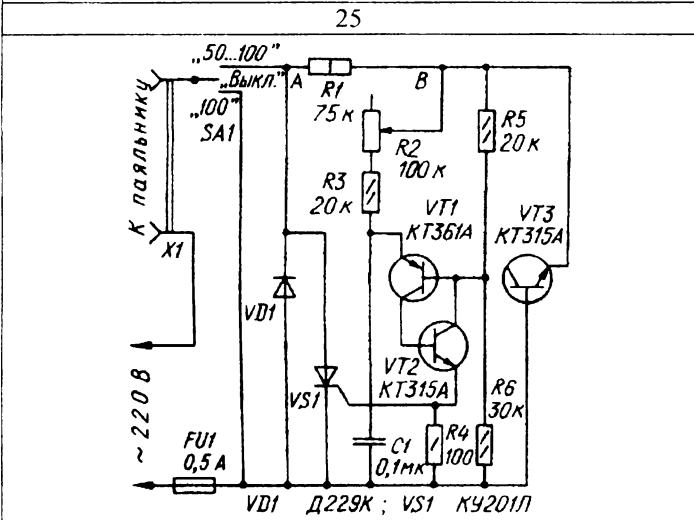 25
„50...100”
„Выкл.”
„100”
SA1
А
R1
75 к
В
R2
100 к
R3
20 к
R5
20 к
К паяльнику
X1
VT1
КТ361А
VT3
КТ315А
VD1
VS1
VT2
КТ315А
R6
30 к
~ 220 В
FU1
0,5 А
C1
0,1 мк
R4
100
VD1 Д229К ; VS1 КУ201Л